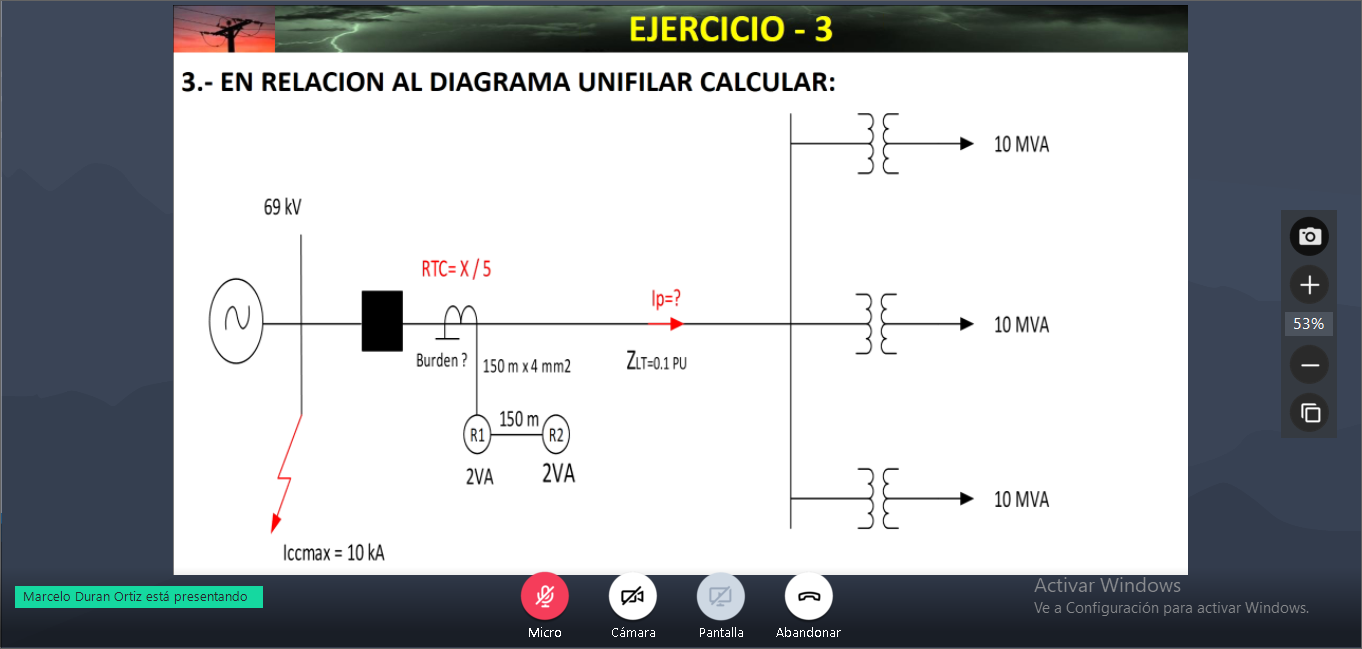 EJERCICIO - 3
3.- EN RELACION AL DIAGRAMA UNIFILAR CALCULAR:
10 MVA
69 kV
RTC= X / 5
Ip=?
10 MVA
53%
Burden ?
150 m x 4 mm2
ZLT=0.1 PU
150 m
R1
R2
2VA
2VA
10 MVA
Iccmax = 10 kA
Activar Windows
Ve a Configuración para activar Windows.
Marcelo Duran Ortiz está presentando
Micro
Cámara
Pantalla
Abandonar